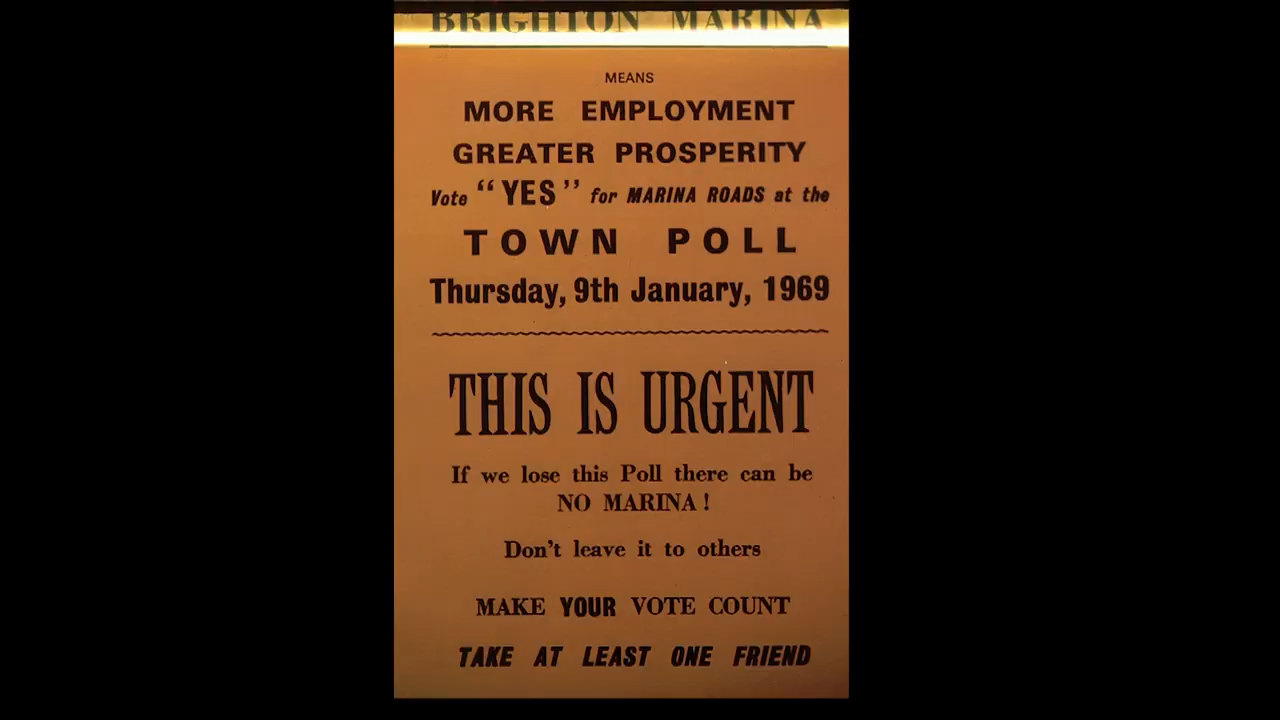 BRIGHTON MARINA
MEANS
MORE EMPLOYMENT
GREATER PROSPERITY
Vote "YES" for MARINA ROADS at the
TOWN POLL
Thursday, 9th January, 1969
THIS IS URGENT
If we lose this Poll there can be
NO MARINA!
Don't leave it to others
MAKE YOUR VOTE COUNT
TAKE AT LEAST ONE FRIEND